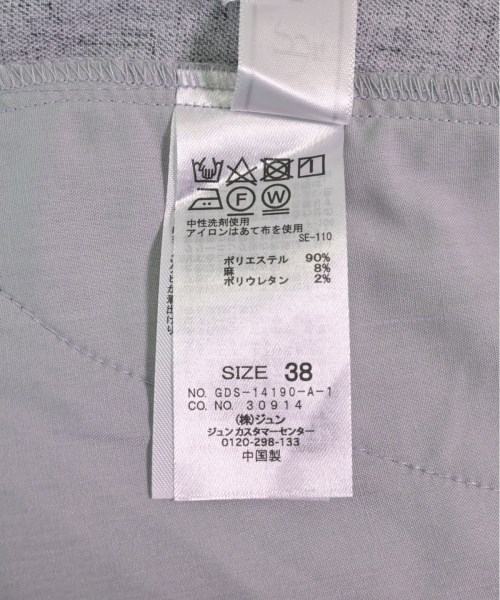 F W
中性洗剤使用
アイロンはあて布を使用
SE-110
ポリエステル 90%
麻 8%
ポリウレタン 2%
SIZE 38
NO. GDS-14190-A-1
CO. NO. 30914
(株)ジュン
ジュン カスタマーセンター
0120-298-133
中国製